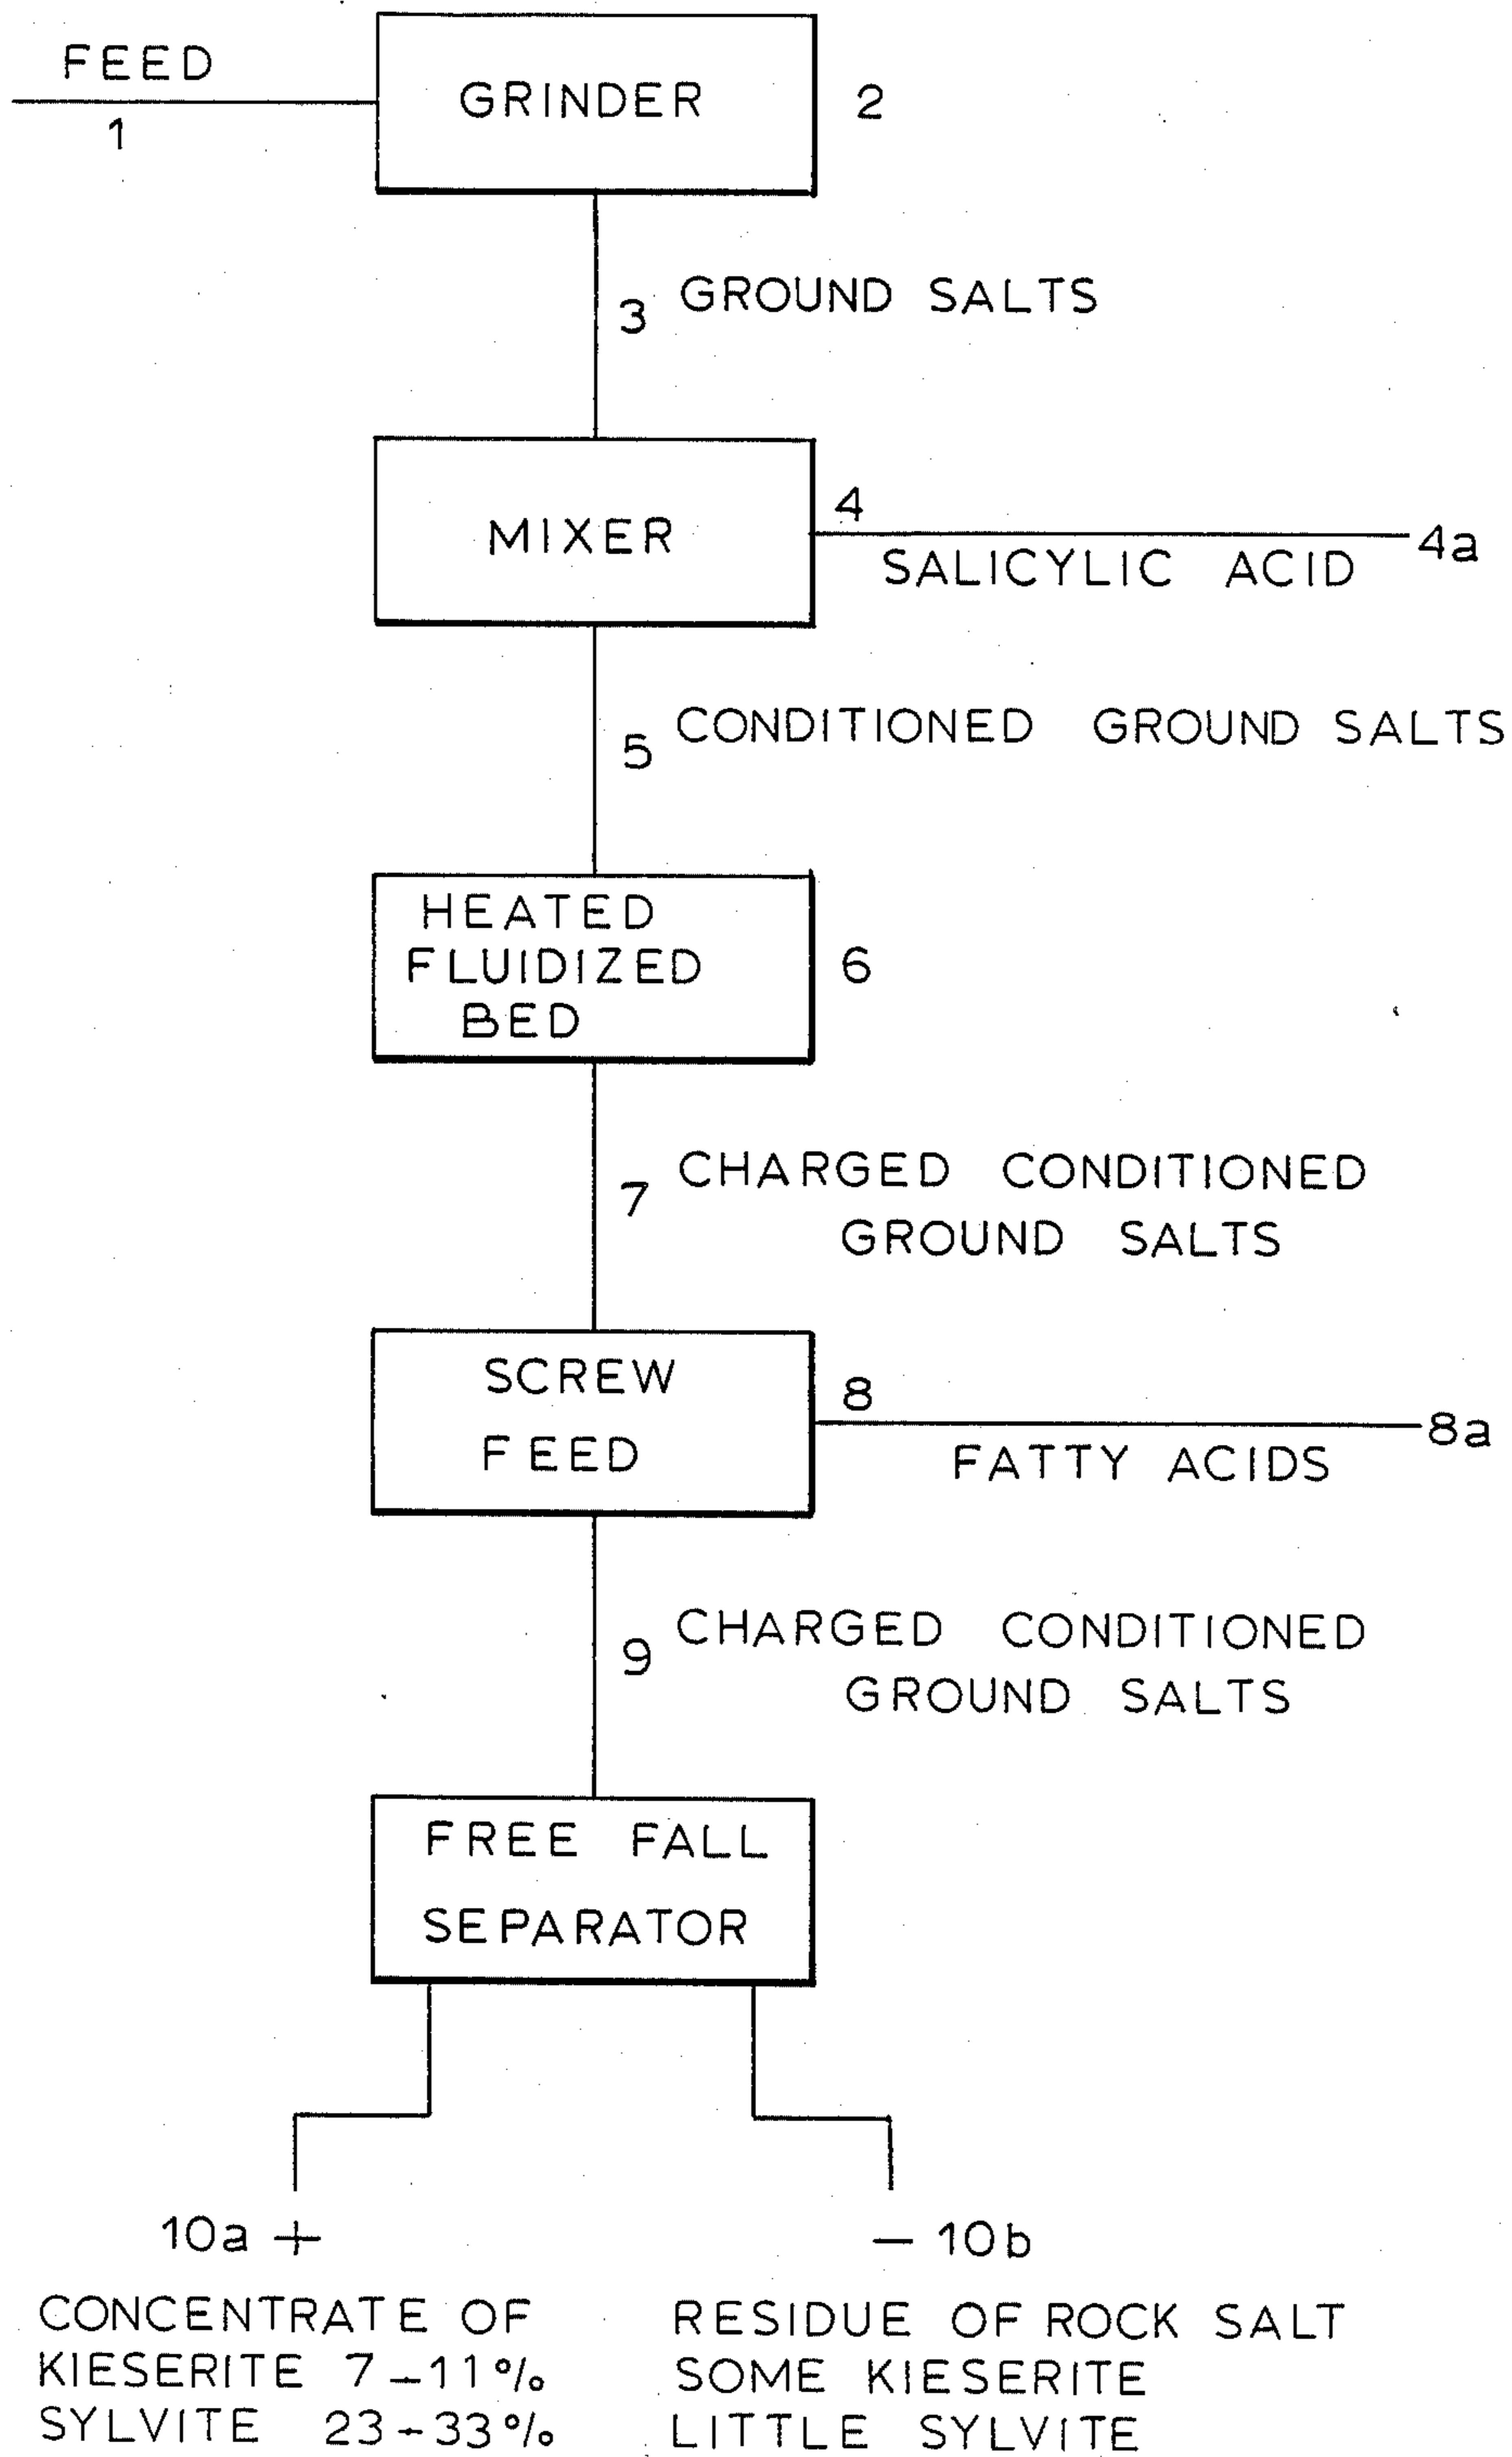 FEED
1
GRINDER
2
3 GROUND SALTS
MIXER
4
SALICYLIC ACID
4a
5 CONDITIONED GROUND SALTS
HEATED
FLUIDIZED
BED
6
7 CHARGED CONDITIONED
GROUND SALTS
SCREW
FEED
8
FATTY ACIDS
8a
9 CHARGED CONDITIONED
GROUND SALTS
FREE FALL
SEPARATOR
10a +
- 10b
CONCENTRATE OF
KIESERITE 7-11%
SYLVITE 23-33%
RESIDUE OF ROCK SALT
SOME KIESERITE
LITTLE SYLVITE